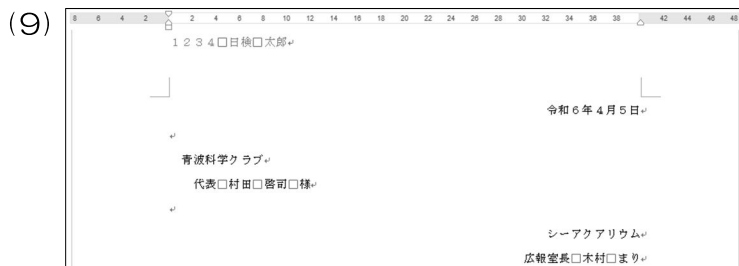 (9)
8 6 4 2 2 4 6 8 10 12 14 16 18 20 22 24 26 28 30 32 34 36 38 42 44 46 48
1234□日検□太郎↵
令和6年4月5日↵
↵
青波科学クラブ↵
代表□村田□啓司□様↵
↵
シーアクアリウム↵
広報室長□木村□まり↵